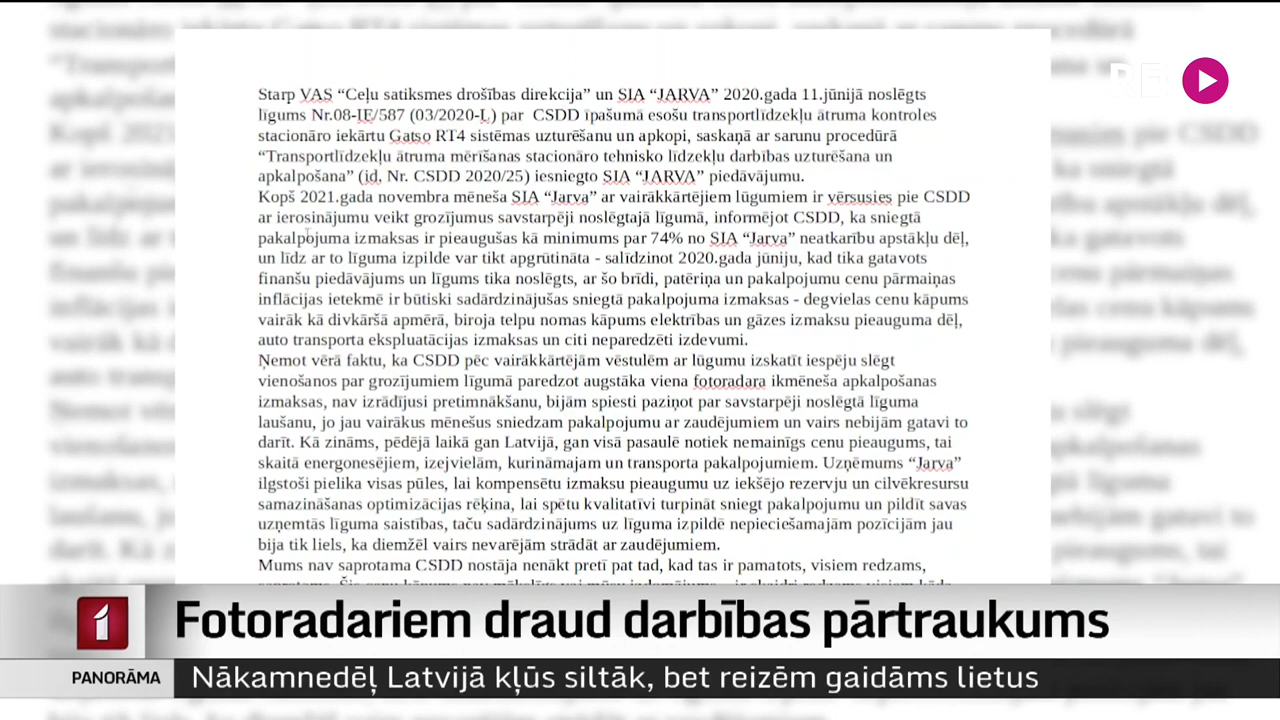 RE
Starp VAS “Ceļu satiksmes drošības direkcija” un SIA “JARVA” 2020.gada 11.jūnijā noslēgts
līgums Nr.08-IE/587 (03/2020-L) par CSDD īpašumā esošu transportlīdzekļu ātruma kontroles
stacionāro iekārtu Gatso RT4 sistēmas uzturēšanu un apkopi, saskaņā ar sarunu procedūrā
“Transportlīdzekļu ātruma mērīšanas stacionāro tehnisko līdzekļu darbības uzturēšana un
apkalpošana” (id. Nr. CSDD 2020/25) iesniegto SIA “JARVA” piedāvājumu.
Kopš 2021.gada novembra mēneša SIA “Jarva” ar vairākkārtējiem lūgumiem ir vērsusies pie CSDD
ar ierosinājumu veikt grozījumus savstarpēji noslēgtajā līgumā, informējot CSDD, ka sniegtā
pakalpojuma izmaksas ir pieaugušas kā minimums par 74% no SIA “Jarva” neatkarību apstākļu dēļ,
un līdz ar to līguma izpilde var tikt apgrūtināta - salīdzinot 2020.gada jūniju, kad tika gatavots
finanšu piedāvājums un līgums tika noslēgts, ar šo brīdi, patēriņa un pakalpojumu cenu pārmaiņas
inflācijas ietekmē ir būtiski sadārdzinājušas sniegtā pakalpojuma izmaksas - degvielas cenu kāpums
vairāk kā divkāršā apmērā, biroja telpu nomas kāpums elektrības un gāzes izmaksu pieauguma dēļ,
auto transporta ekspluatācijas izmaksas un citi neparedzēti izdevumi.
Ņemot vērā faktu, ka CSDD pēc vairākkārtējām vēstulēm ar lūgumu izskatīt iespēju slēgt
vienošanos par grozījumiem līgumā paredzot augstāka viena fotoradara ikmēneša apkalpošanas
izmaksas, nav izrādījusi pretimnākšanu, bijām spiesti paziņot par savstarpēji noslēgtā līguma
laušanu, jo jau vairākus mēnešus sniedzam pakalpojumu ar zaudējumiem un vairs nebijām gatavi to
darīt. Kā zināms, pēdējā laikā gan Latvijā, gan visā pasaulē notiek nemainīgs cenu pieaugums, tai
skaitā energonesējiem, izejvielām, kurināmajam un transporta pakalpojumiem. Uzņēmums “Jarva”
ilgstoši pielika visas pūles, lai kompensētu izmaksu pieaugumu uz iekšējo rezervju un cilvēkresursu
samazināšanas optimizācijas rēķina, lai spētu kvalitatīvi turpināt sniegt pakalpojumu un pildīt savas
uzņemtās līguma saistības, taču sadārdzinājums uz līguma izpildē nepieciešamajām pozīcijām jau
bija tik liels, ka diemžēl vairs nevarējām strādāt ar zaudējumiem.
Mums nav saprotama CSDD nostāja nenākt pretī pat tad, kad tas ir pamatots, visiem redzams,
1 Fotoradariem draud darbības pārtraukums
PANORĀMA Nākamnedēļ Latvijā kļūs siltāk, bet reizēm gaidāms lietus